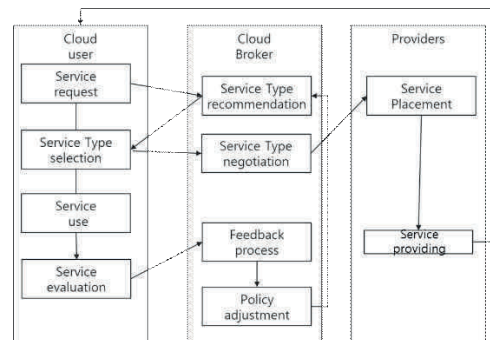 Cloud
user
Service
request
Service Type
selection
Service
use
Service
evaluation
Cloud
Broker
Service Type
recommendation
Service Type
negotiation
Feedback
process
Policy
adjustment
Providers
Service
Placement
Service
providing